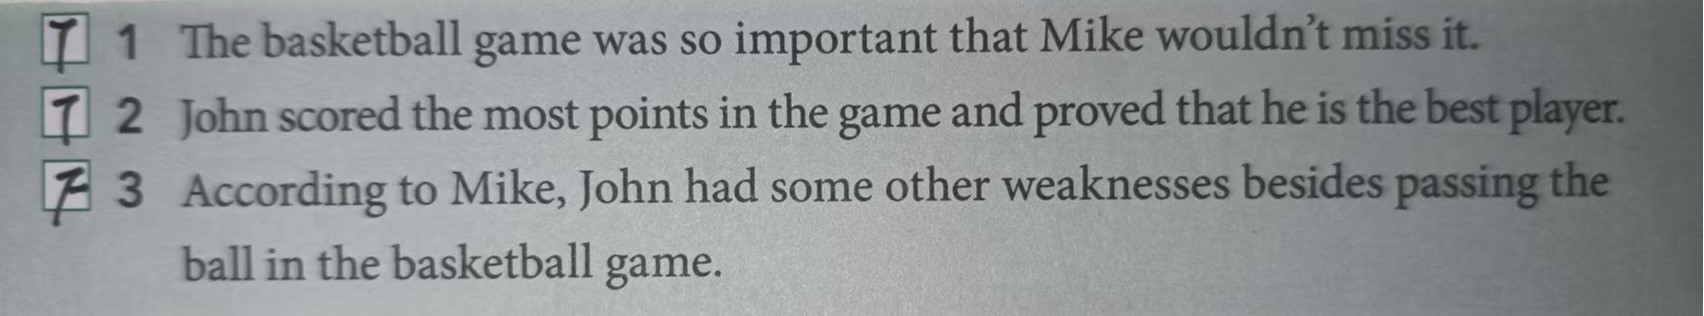 T 1 The basketball game was so important that Mike wouldn't miss it.
T 2 John scored the most points in the game and proved that he is the best player.
F 3 According to Mike, John had some other weaknesses besides passing the
ball in the basketball game.